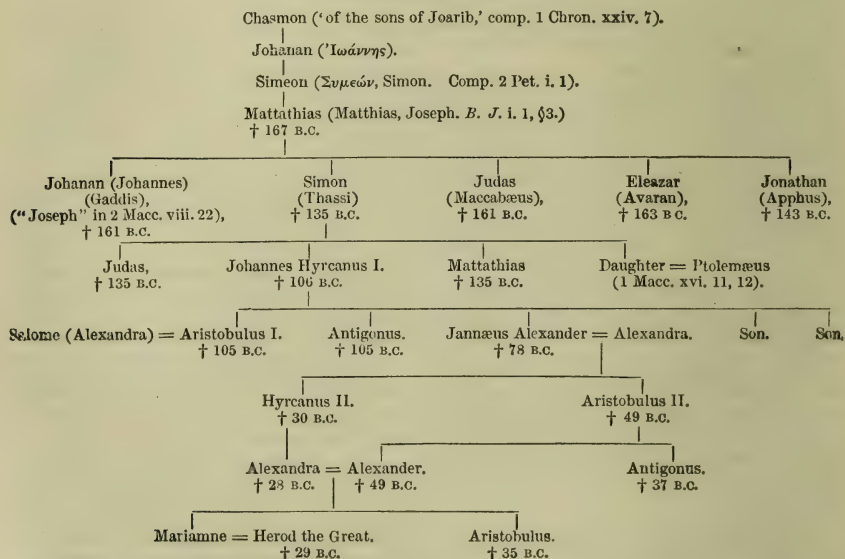 Chasmon (‘of the sons of Joarib,’ comp. 1 Chron. xxiv. 7).
Johanan (Ἰωάννης).
Simeon (Συμεών, Simon. Comp. 2 Pet. i. 1).
Mattathias (Matthias, Joseph. B. J. i. 1, §3.)
† 167 B.C.
Johanan (Johannes) Simon Judas Eleazar Jonathan
(Gaddis), (Thassi) (Maccabæus), (Avaran), (Apphus),
(“Joseph” in 2 Macc. viii. 22), † 135 B.C. † 161 B.C. † 163 B C. † 143 B.C.
† 161 B.C.
Judas, Johannes Hyrcanus I. Mattathias Daughter = Ptolemæus
† 135 B.C. † 106 B.C. † 135 B.C. (1 Macc. xvi. 11, 12).
Salome (Alexandra) = Aristobulus I. Antigonus. Jannæus Alexander = Alexandra. Son. Son.
† 105 B.C. † 105 B.C. † 78 B.C.
Hyrcanus II. Aristobulus II.
† 30 B.C. † 49 B.C.
Alexandra = Alexander. Antigonus.
† 28 B.C. † 49 B.C. † 37 B.C.
Mariamne = Herod the Great. Aristobulus.
† 29 B.C. † 35 B.C.